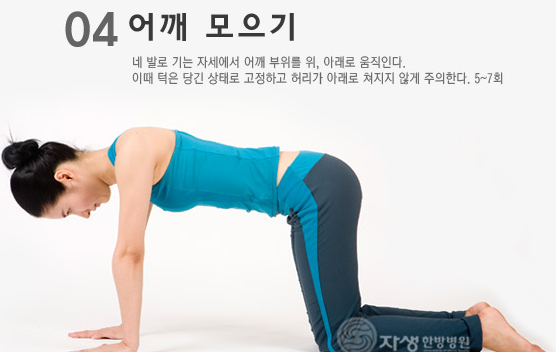 04 어깨 모으기
네 발로 기는 자세에서 어깨 부위를 위, 아래로 움직인다.
이때 턱은 당긴 상태로 고정하고 허리가 아래로 쳐지지 않게 주의한다. 5~7회
자생한방병원